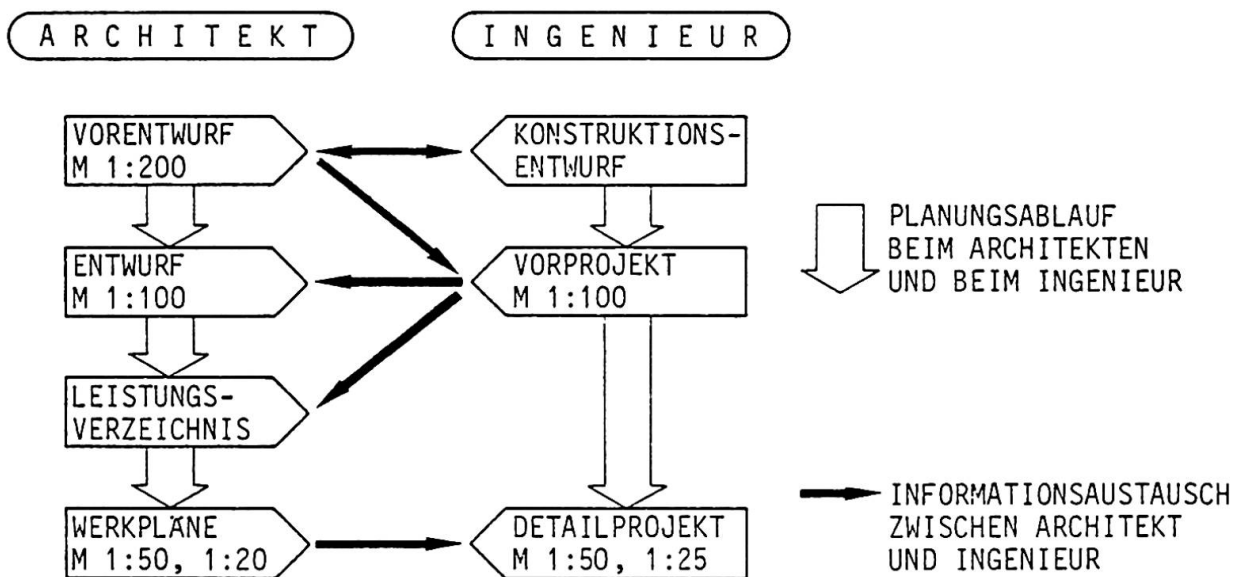 ARCHITEKT
INGENIEUR
VORENTWURF
M 1:200
KONSTRUKTIONS-
ENTWURF
ENTWURF
M 1:100
VORPROJEKT
M 1:100
LEISTUNGS-
VERZEICHNIS
WERKPLÄNE
M 1:50, 1:20
DETAILPROJEKT
M 1:50, 1:25
PLANUNGSABLAUF
BEIM ARCHITEKTEN
UND BEIM INGENIEUR
INFORMATIONSAUSTAUSCH
ZWISCHEN ARCHITEKT
UND INGENIEUR